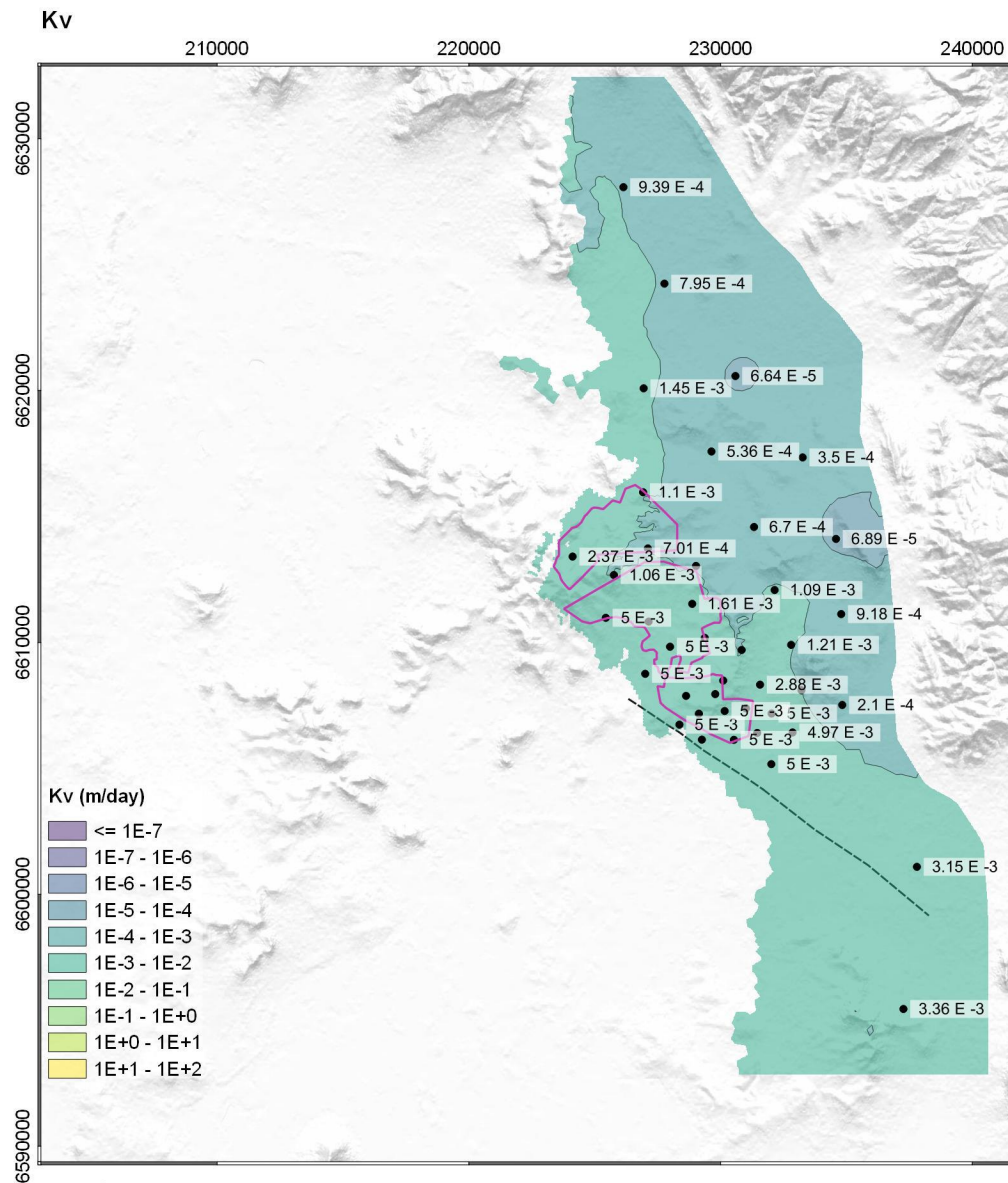 Kv
210000
220000
230000
240000
6630000
6620000
6610000
6600000
6590000
9.39 E -4
7.95 E -4
6.64 E -5
1.45 E -3
5.36 E -4
3.5 E -4
1.1 E -3
6.7 E -4
6.89 E -5
7.01 E -4
2.37 E -3
1.06 E -3
1.09 E -3
1.61 E -3
9.18 E -4
5 E -3
5 E -3
1.21 E -3
5 E -3
2.88 E -3
2.1 E -4
5 E -3
5 E -3
5 E -3
4.97 E -3
5 E -3
5 E -3
3.15 E -3
3.36 E -3
Kv (m/day)
<= 1E-7
1E-7 - 1E-6
1E-6 - 1E-5
1E-5 - 1E-4
1E-4 - 1E-3
1E-3 - 1E-2
1E-2 - 1E-1
1E-1 - 1E+0
1E+0 - 1E+1
1E+1 - 1E+2